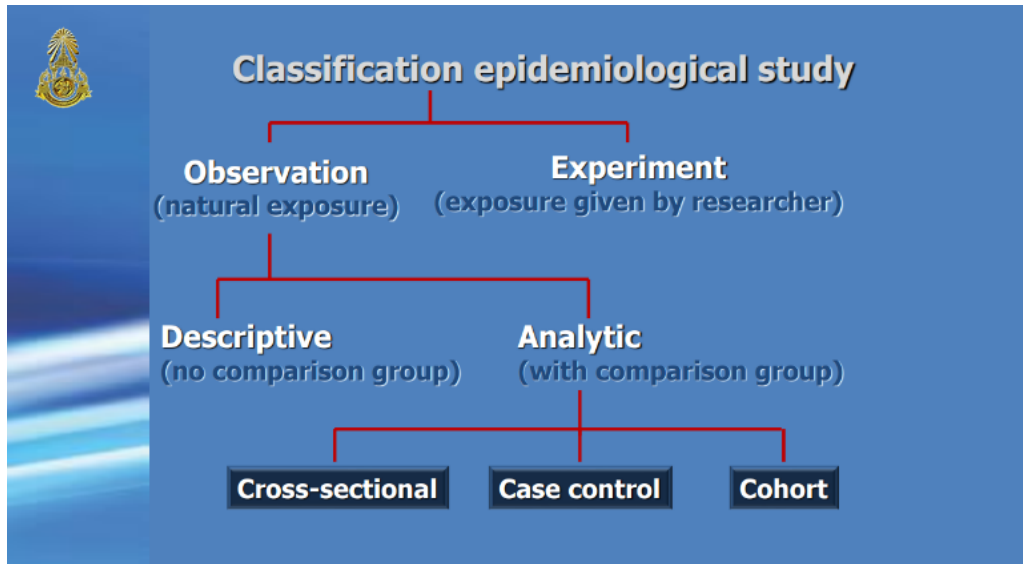 Classification epidemiological study
Observation
(natural exposure)
Experiment
(exposure given by researcher)
Descriptive
(no comparison group)
Analytic
(with comparison group)
Cross-sectional
Case control
Cohort